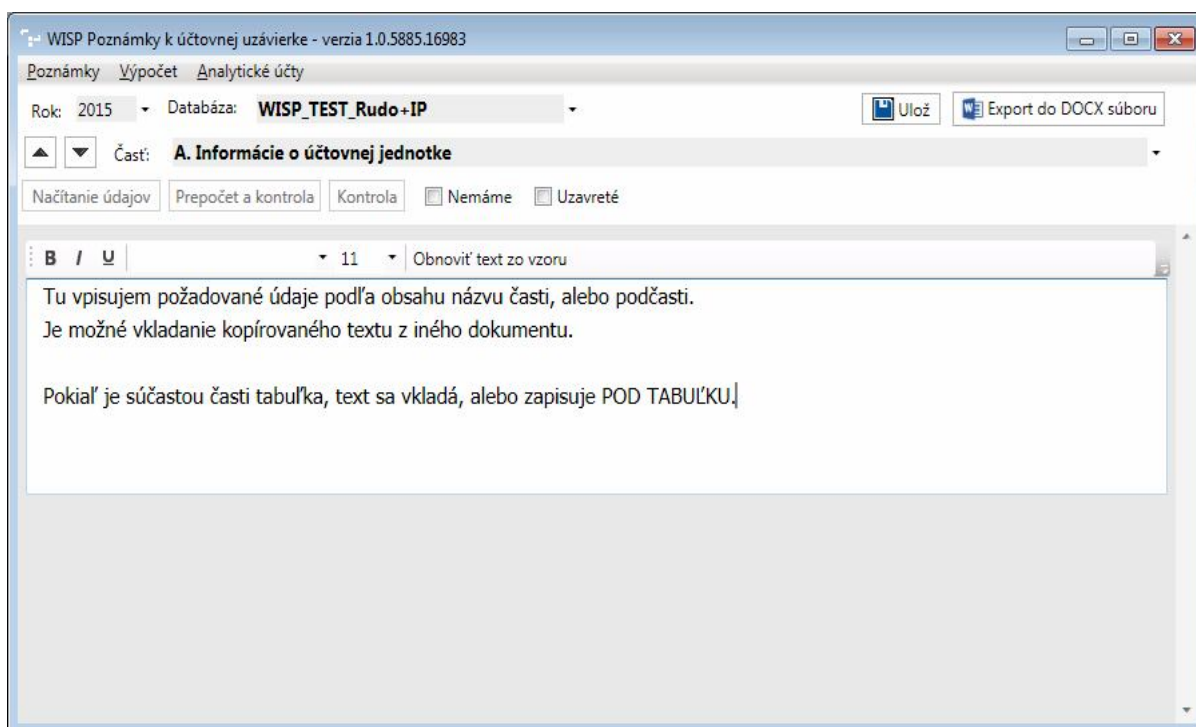 WISP Poznámky k účtovnej uzávierke - verzia 1.0.5885.16983
Poznámky Výpočet Analytické účty
Rok: 2015 Databáza: WISP_TEST_Rudo+IP Ulož Export do DOCX súboru
Časť: A. Informácie o účtovnej jednotke
Načítanie údajov Prepočet a kontrola Kontrola Nemáme Uzavreté
B I U 11 Obnoviť text zo vzoru
Tu vpisujem požadované údaje podľa obsahu názvu časti, alebo podčasti.
Je možné vkladanie kopírovaného textu z iného dokumentu.
Pokiaľ je súčastou časti tabuľka, text sa vkladá, alebo zapisuje POD TABUĽKU.